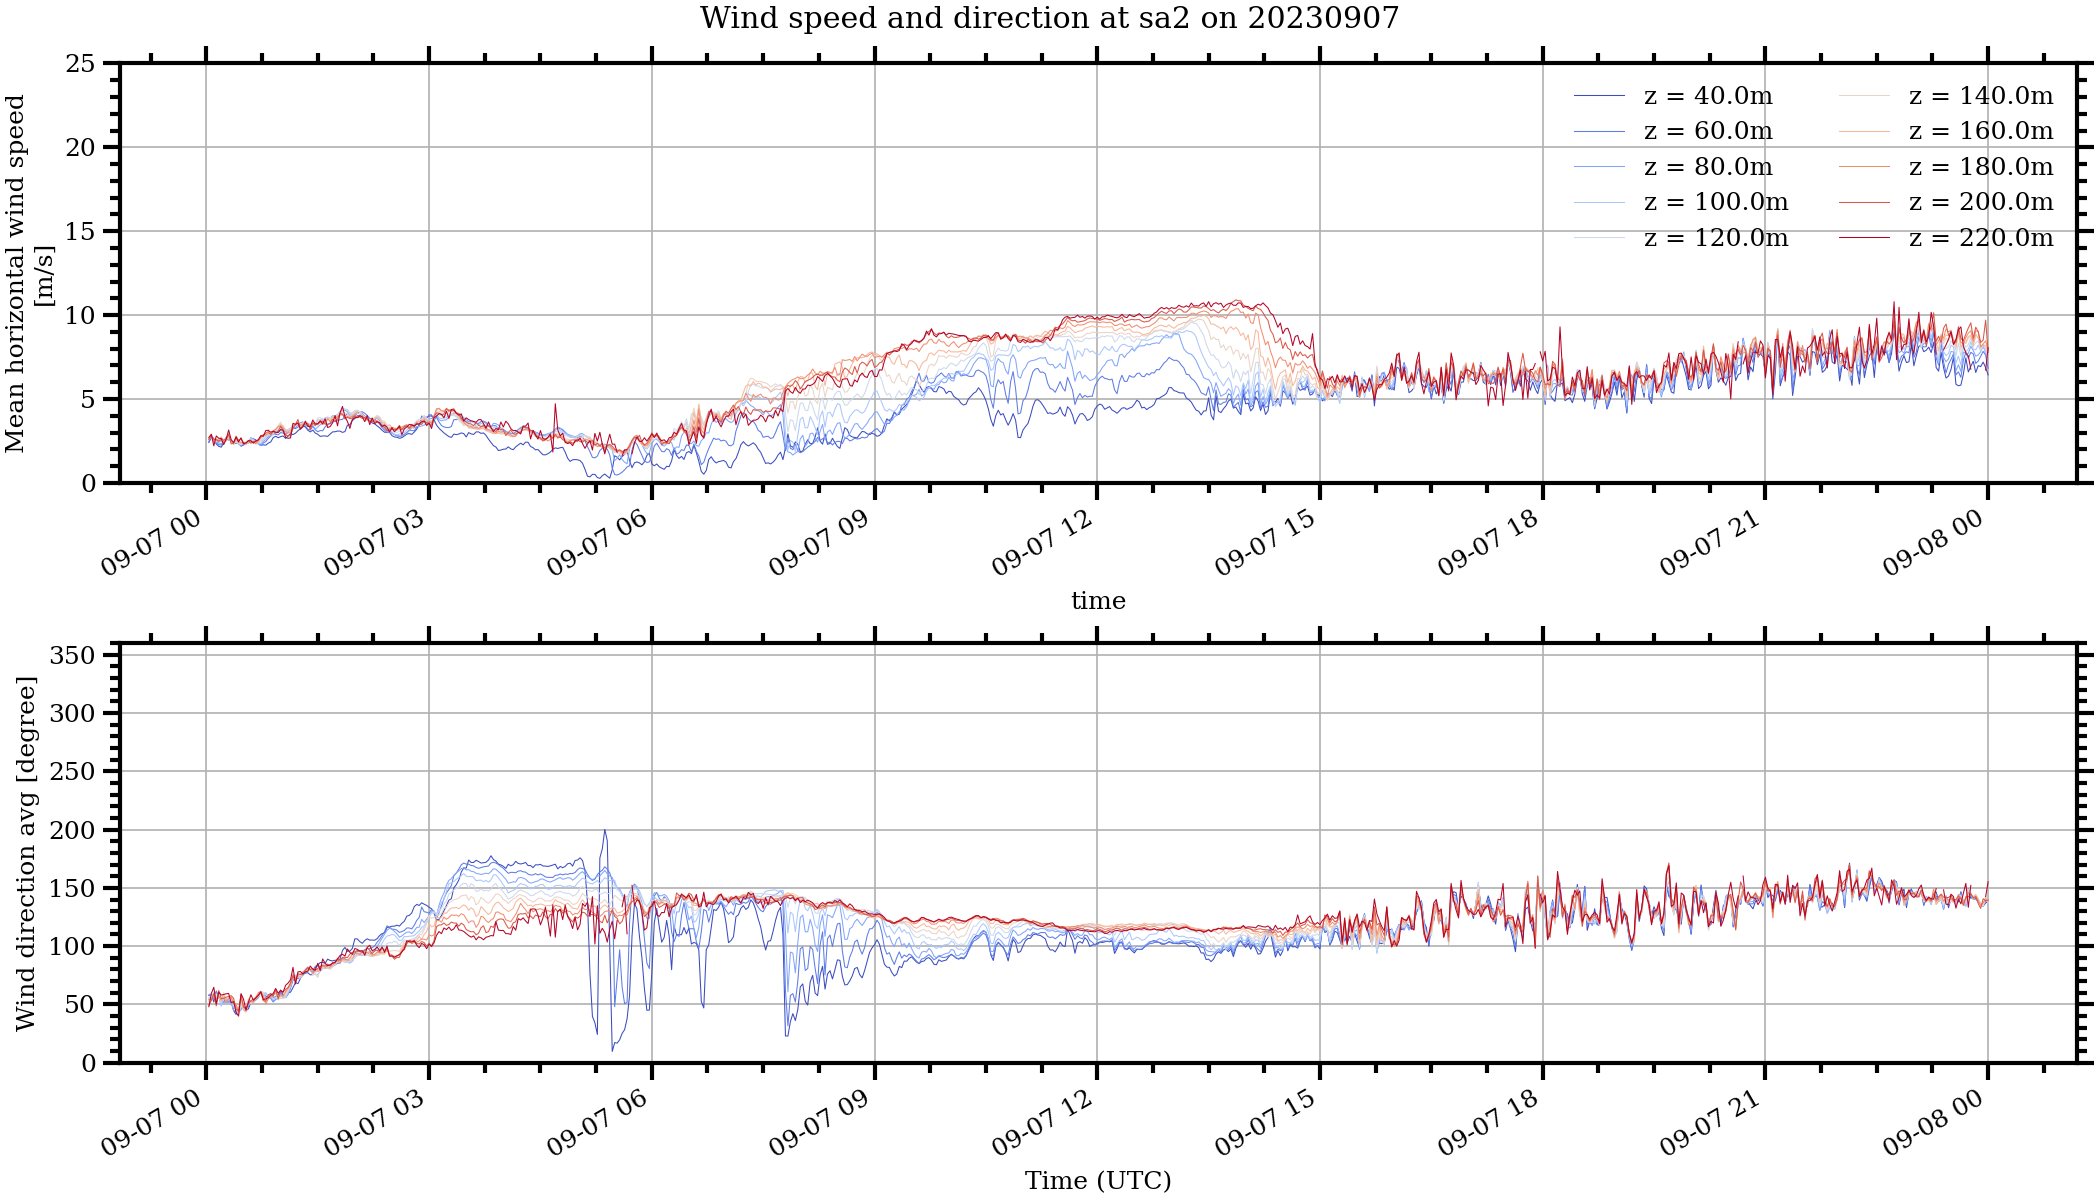 Wind speed and direction at sa2 on 20230907
Mean horizontal wind speed
[m/s]
25
20
15
10
5
0
z = 40.0m
z = 60.0m
z = 80.0m
z = 100.0m
z = 120.0m
z = 140.0m
z = 160.0m
z = 180.0m
z = 200.0m
z = 220.0m
09-07 00
09-07 03
09-07 06
09-07 09
09-07 12
09-07 15
09-07 18
09-07 21
09-08 00
time
Wind direction avg [degree]
350
300
250
200
150
100
50
0
09-07 00
09-07 03
09-07 06
09-07 09
09-07 12
09-07 15
09-07 18
09-07 21
09-08 00
Time (UTC)